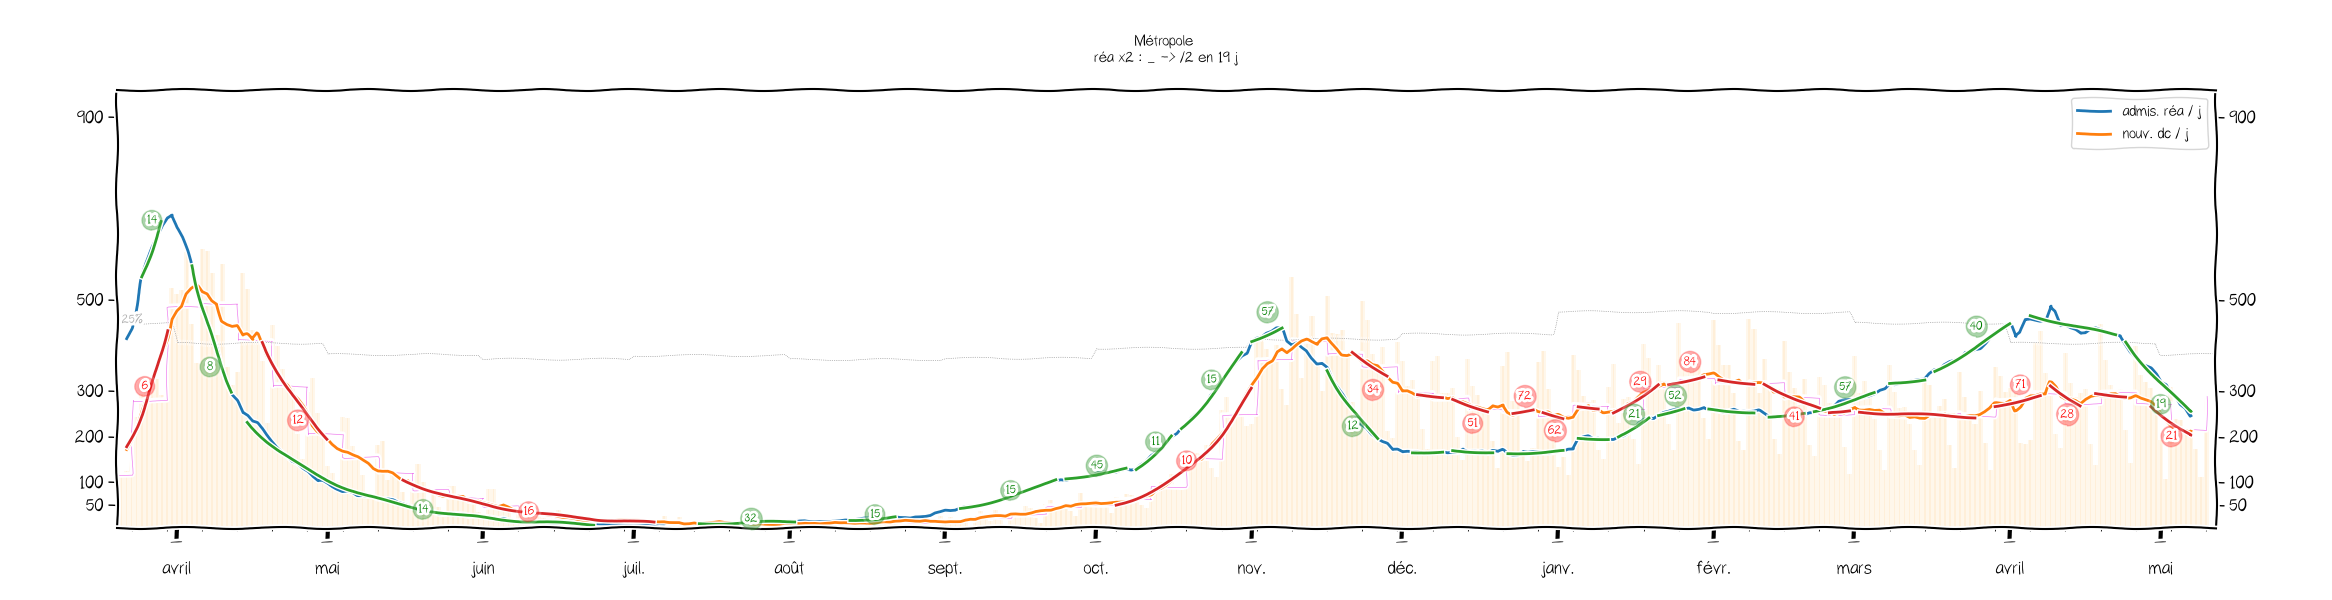 Métropole
réa x2 : _ -> /2 en 19 j
900
500
300
200
100
50
900
500
300
200
100
50
admis. réa / j
nouv. dc / j
25%
14
6
8
12
14
16
32
15
15
45
11
10
15
57
12
34
51
72
62
29
21
52
84
41
57
40
71
28
19
21
avril
mai
juin
juil.
août
sept.
oct.
nov.
déc.
janv.
févr.
mars
avril
mai